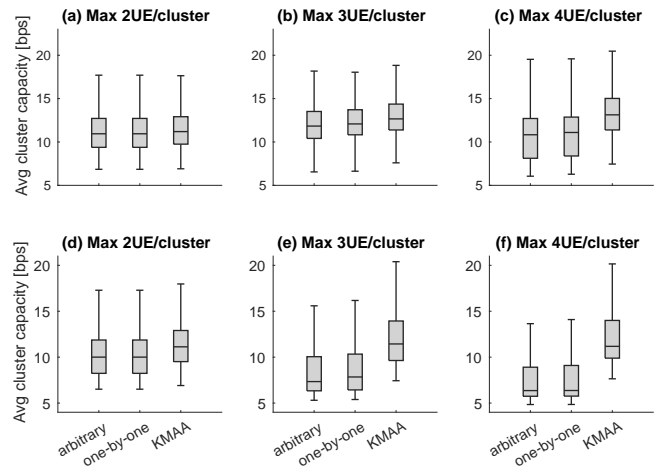 (a) Max 2UE/cluster
(b) Max 3UE/cluster
(c) Max 4UE/cluster
Avg cluster capacity [bps]
20
15
10
5
20
15
10
5
20
15
10
5
(d) Max 2UE/cluster
(e) Max 3UE/cluster
(f) Max 4UE/cluster
Avg cluster capacity [bps]
20
15
10
5
20
15
10
5
20
15
10
5
arbitrary
one-by-one
KMAA
arbitrary
one-by-one
KMAA
arbitrary
one-by-one
KMAA